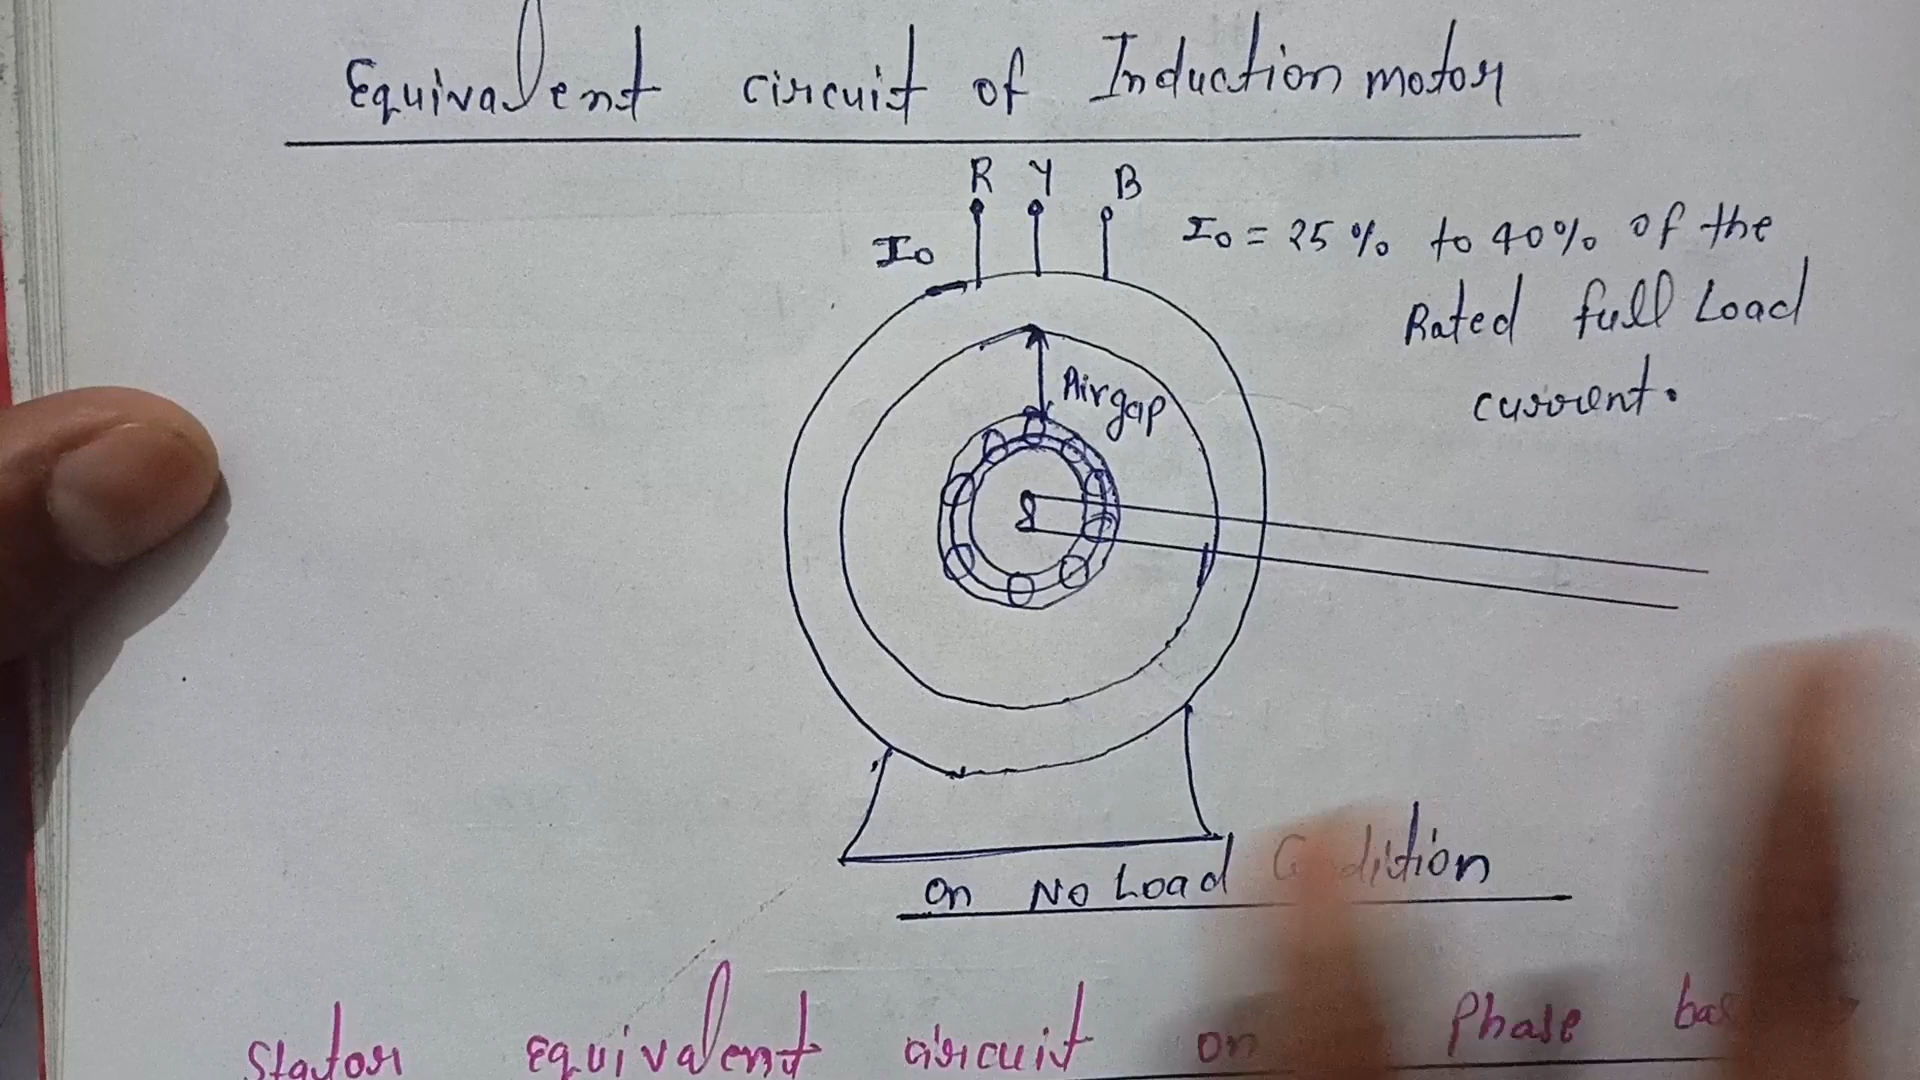 Equivalent circuit of Induction motor
R Y B
I0
I0 = 25% to 40% of the
Rated full Load
current.
Airgap
on No Load
Stator equivalent circuit on Phase